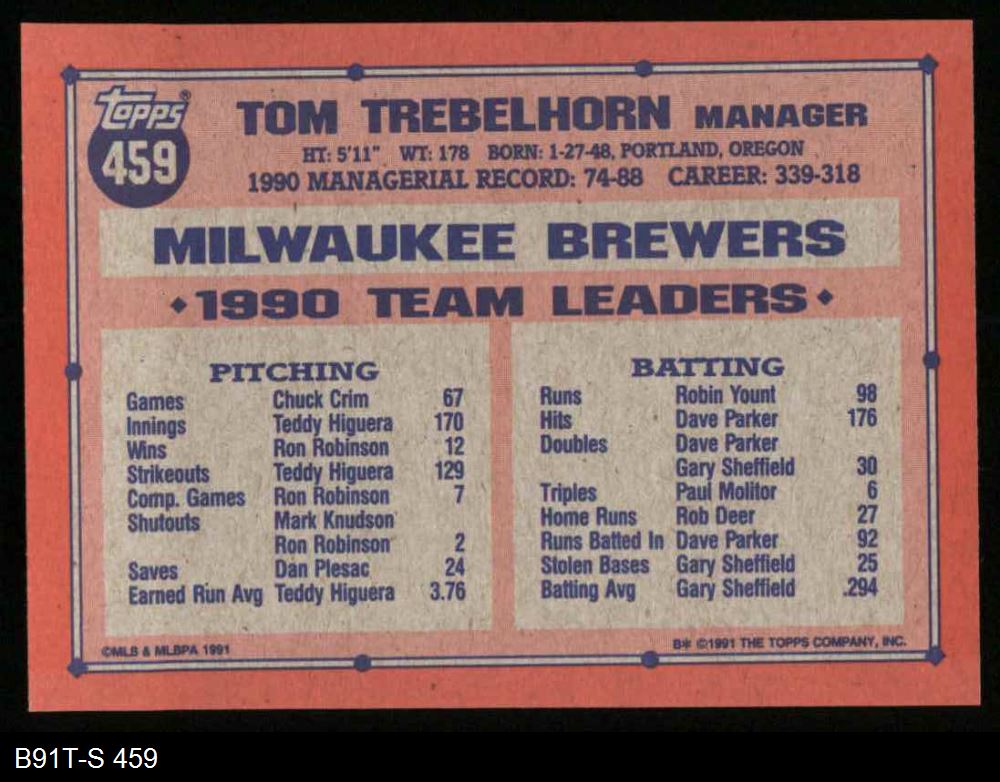 topps®
459
TOM TREBELHORN MANAGER
HT: 5'11" WT: 178 BORN: 1-27-48, PORTLAND, OREGON
1990 MANAGERIAL RECORD: 74-88 CAREER: 339-318
MILWAUKEE BREWERS
•1990 TEAM LEADERS•
PITCHING
Games Chuck Crim 67
Innings Teddy Higuera 170
Wins Ron Robinson 12
Strikeouts Teddy Higuera 129
Comp. Games Ron Robinson 7
Shutouts Mark Knudson
Ron Robinson 2
Saves Dan Plesac 24
Earned Run Avg Teddy Higuera 3.76
BATTING
Runs Robin Yount 98
Hits Dave Parker 176
Doubles Dave Parker
Gary Sheffield 30
Triples Paul Molitor 6
Home Runs Rob Deer 27
Runs Batted In Dave Parker 92
Stolen Bases Gary Sheffield 25
Batting Avg Gary Sheffield .294
©MLB & MLBPA 1991
B* ©1991 THE TOPPS COMPANY, INC.
B91T-S 459